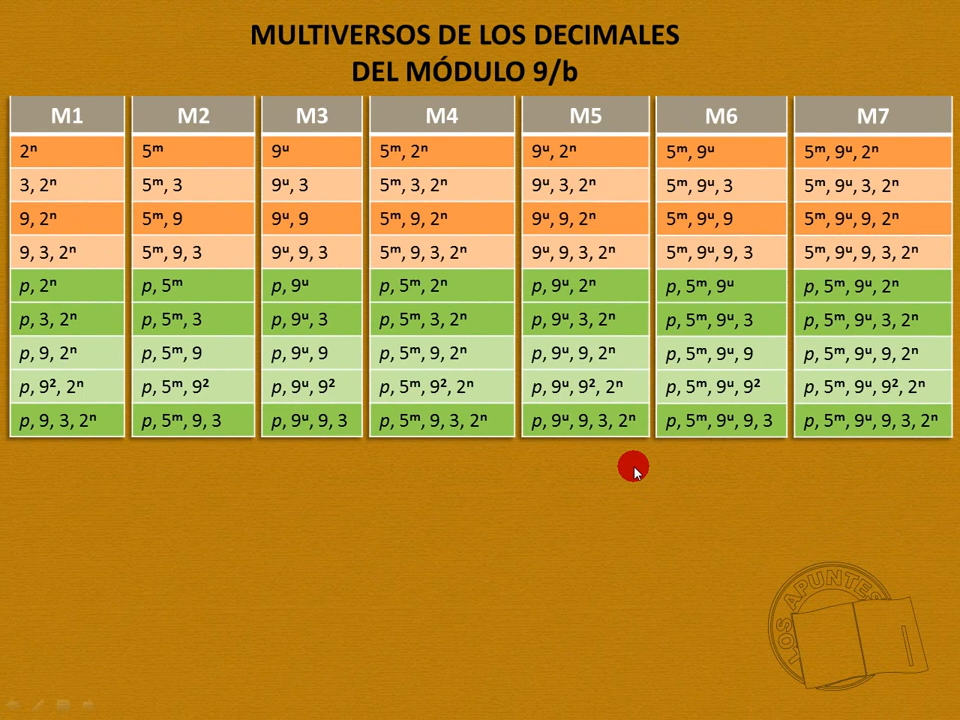 MULTIVERSOS DE LOS DECIMALES
DEL MÓDULO 9/b
M1 M2 M3 M4 M5 M6 M7
2ⁿ 5ᵐ 9ᵘ 5ᵐ, 2ⁿ 9ᵘ, 2ⁿ 5ᵐ, 9ᵘ 5ᵐ, 9ᵘ, 2ⁿ
3, 2ⁿ 5ᵐ, 3 9ᵘ, 3 5ᵐ, 3, 2ⁿ 9ᵘ, 3, 2ⁿ 5ᵐ, 9ᵘ, 3 5ᵐ, 9ᵘ, 3, 2ⁿ
9, 2ⁿ 5ᵐ, 9 9ᵘ, 9 5ᵐ, 9, 2ⁿ 9ᵘ, 9, 2ⁿ 5ᵐ, 9ᵘ, 9 5ᵐ, 9ᵘ, 9, 2ⁿ
9, 3, 2ⁿ 5ᵐ, 9, 3 9ᵘ, 9, 3 5ᵐ, 9, 3, 2ⁿ 9ᵘ, 9, 3, 2ⁿ 5ᵐ, 9ᵘ, 9, 3 5ᵐ, 9ᵘ, 9, 3, 2ⁿ
p, 2ⁿ p, 5ᵐ p, 9ᵘ p, 5ᵐ, 2ⁿ p, 9ᵘ, 2ⁿ p, 5ᵐ, 9ᵘ p, 5ᵐ, 9ᵘ, 2ⁿ
p, 3, 2ⁿ p, 5ᵐ, 3 p, 9ᵘ, 3 p, 5ᵐ, 3, 2ⁿ p, 9ᵘ, 3, 2ⁿ p, 5ᵐ, 9ᵘ, 3 p, 5ᵐ, 9ᵘ, 3, 2ⁿ
p, 9, 2ⁿ p, 5ᵐ, 9 p, 9ᵘ, 9 p, 5ᵐ, 9, 2ⁿ p, 9ᵘ, 9, 2ⁿ p, 5ᵐ, 9ᵘ, 9 p, 5ᵐ, 9ᵘ, 9, 2ⁿ
p, 9², 2ⁿ p, 5ᵐ, 9² p, 9ᵘ, 9² p, 5ᵐ, 9², 2ⁿ p, 9ᵘ, 9², 2ⁿ p, 5ᵐ, 9ᵘ, 9² p, 5ᵐ, 9ᵘ, 9², 2ⁿ
p, 9, 3, 2ⁿ p, 5ᵐ, 9, 3 p, 9ᵘ, 9, 3 p, 5ᵐ, 9, 3, 2ⁿ p, 9ᵘ, 9, 3, 2ⁿ p, 5ᵐ, 9ᵘ, 9, 3 p, 5ᵐ, 9ᵘ, 9, 3, 2ⁿ
LOS APUNTES